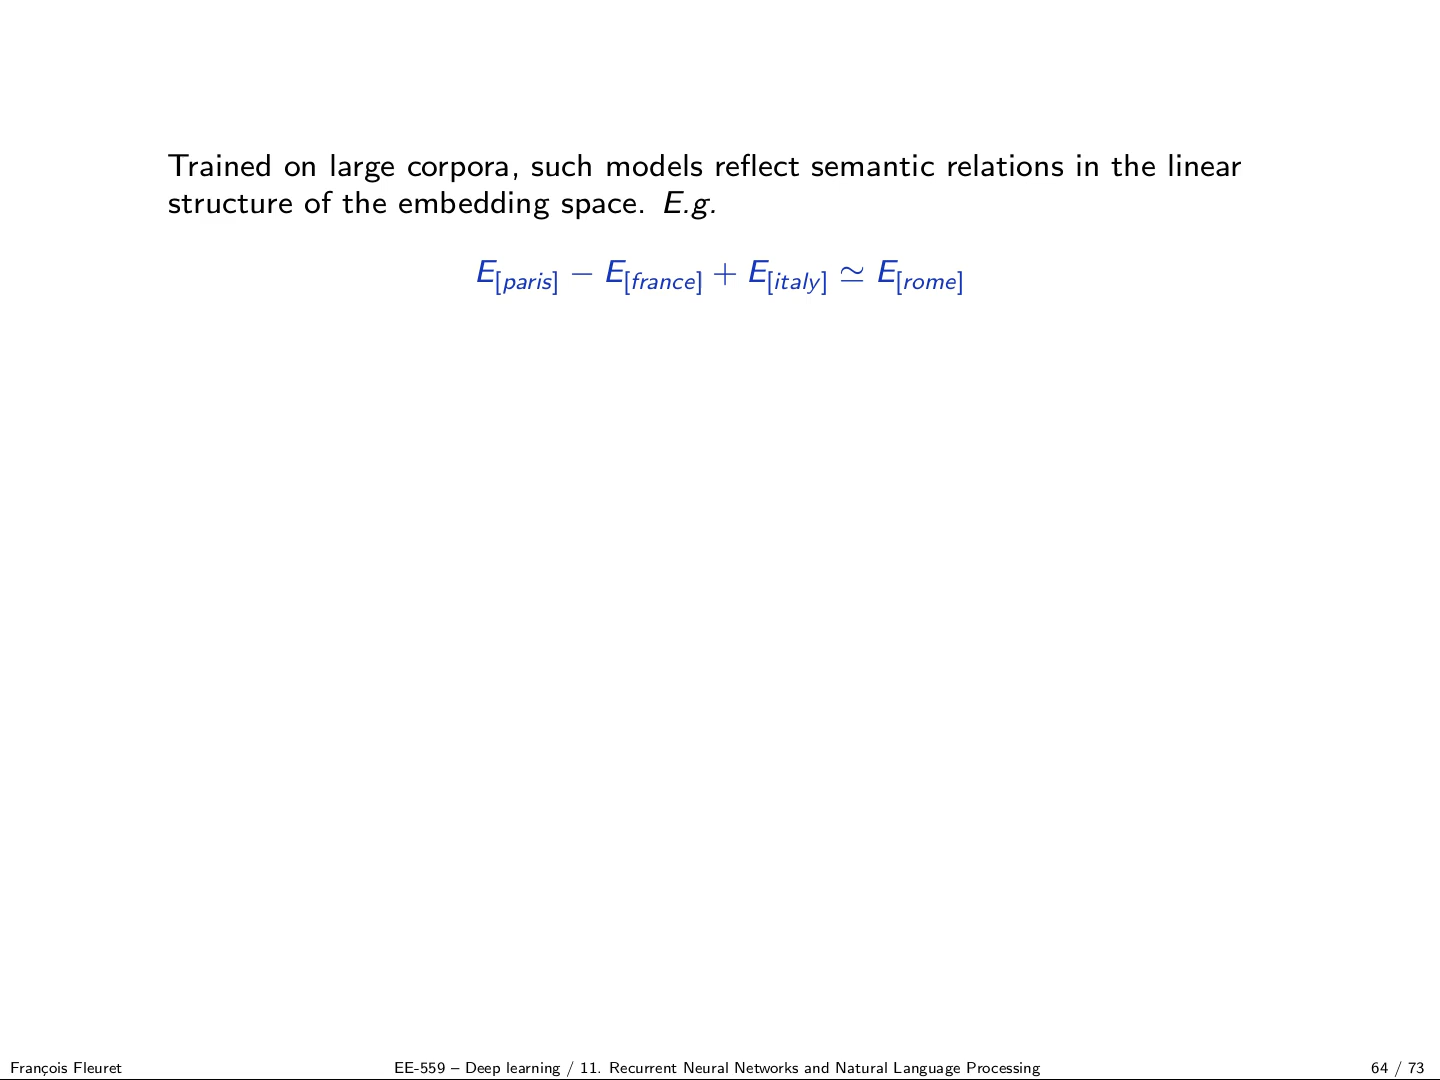 Trained on large corpora, such models reflect semantic relations in the linear
structure of the embedding space. E.g.
E[paris] − E[france] + E[italy] ≃ E[rome]
François Fleuret
EE-559 – Deep learning / 11. Recurrent Neural Networks and Natural Language Processing
64 / 73